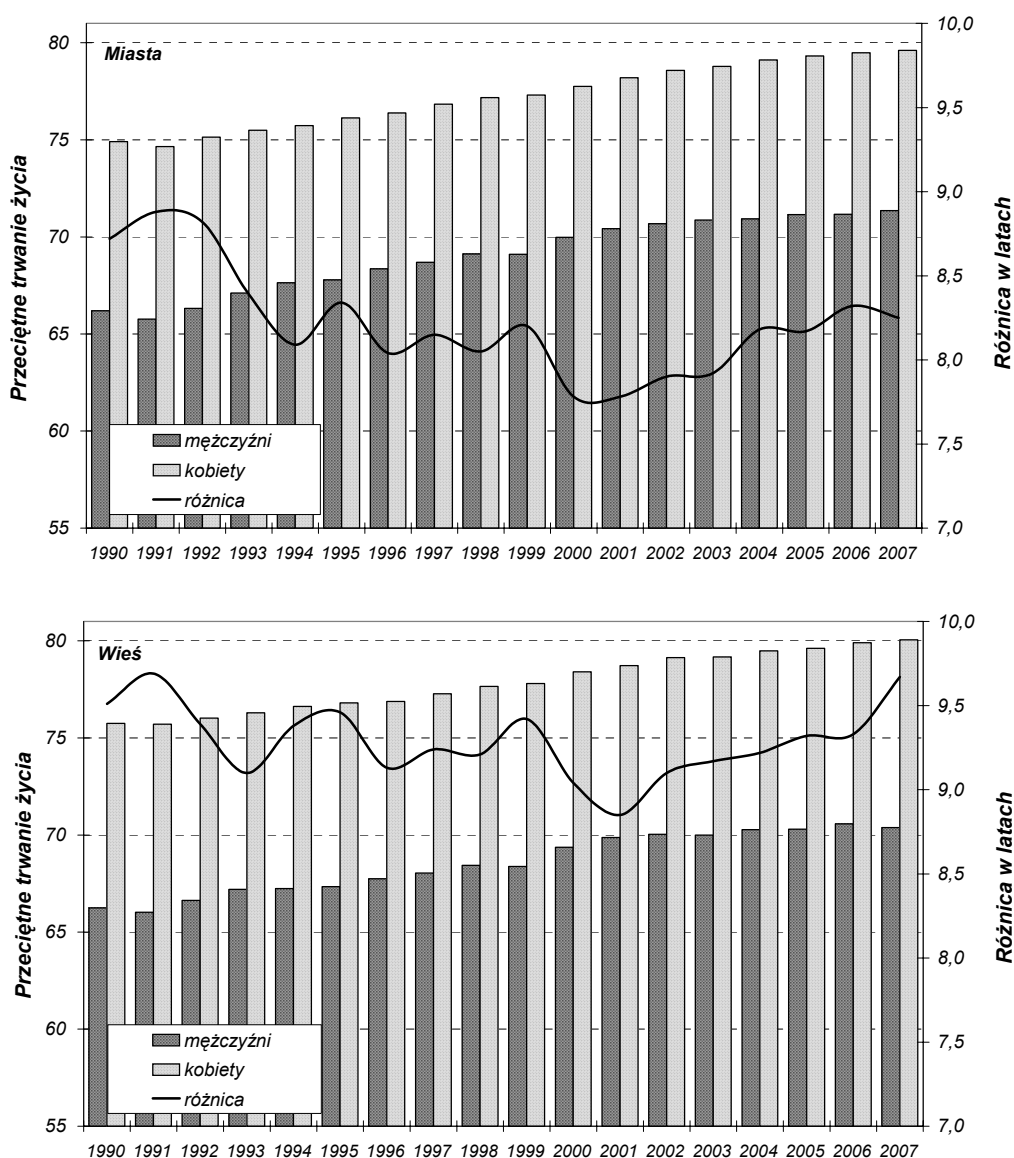 Miasta
Przeciętne trwanie życia
80
75
70
65
60
55
10,0
9,5
9,0
8,5
8,0
7,5
7,0
Różnica w latach
mężczyźni
kobiety
różnica
1990 1991 1992 1993 1994 1995 1996 1997 1998 1999 2000 2001 2002 2003 2004 2005 2006 2007
Wieś
Przeciętne trwanie życia
80
75
70
65
60
55
10,0
9,5
9,0
8,5
8,0
7,5
7,0
Różnica w latach
mężczyźni
kobiety
różnica
1990 1991 1992 1993 1994 1995 1996 1997 1998 1999 2000 2001 2002 2003 2004 2005 2006 2007